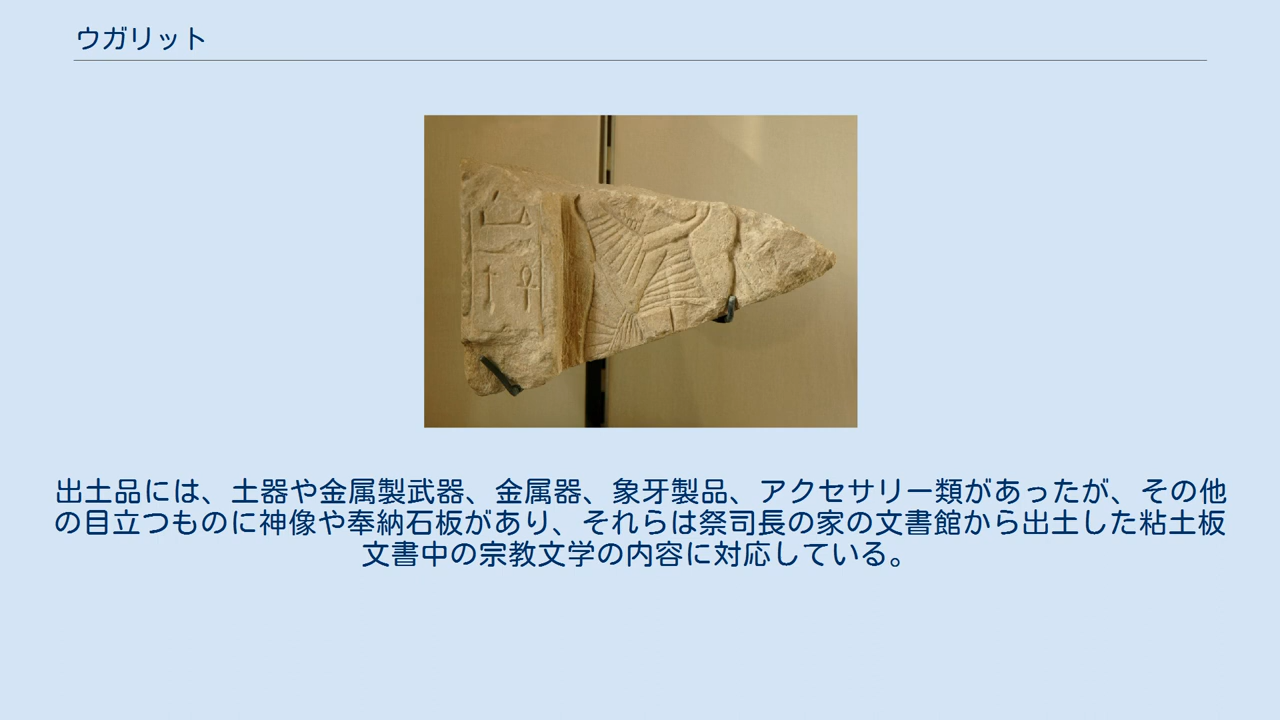 ウガリット
出土品には、土器や金属製武器、金属器、象牙製品、アクセサリー類があったが、その他
の目立つものに神像や奉納石板があり、それらは祭司長の家の文書館から出土した粘土板
文書中の宗教文学の内容に対応している。